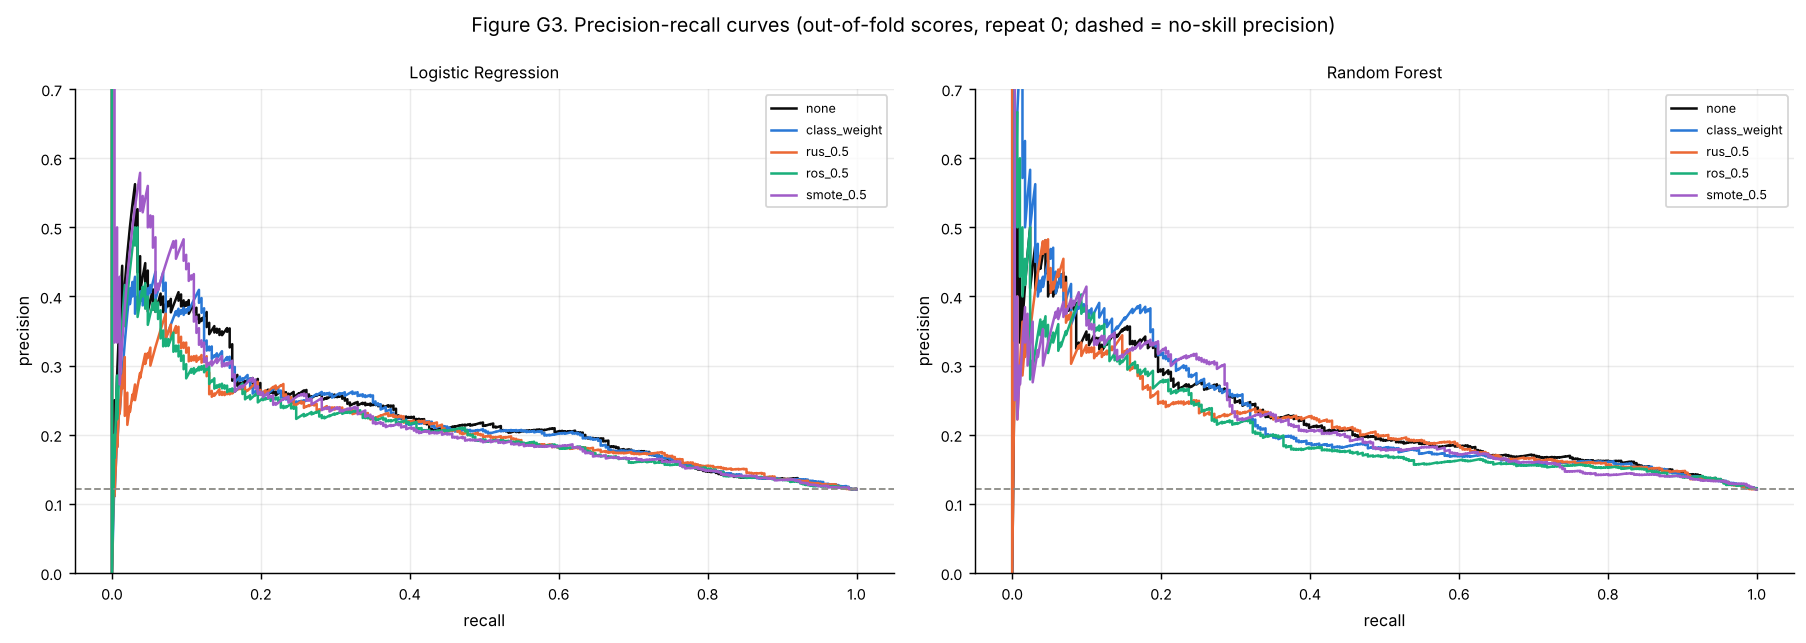 Figure G3. Precision-recall curves (out-of-fold scores, repeat 0; dashed = no-skill precision)
Logistic Regression
0.7
0.6
0.5
0.4
0.3
0.2
0.1
0.0
precision
none
class_weight
rus_0.5
ros_0.5
smote_0.5
0.0 0.2 0.4 0.6 0.8 1.0
recall
Random Forest
0.7
0.6
0.5
0.4
0.3
0.2
0.1
0.0
precision
none
class_weight
rus_0.5
ros_0.5
smote_0.5
0.0 0.2 0.4 0.6 0.8 1.0
recall